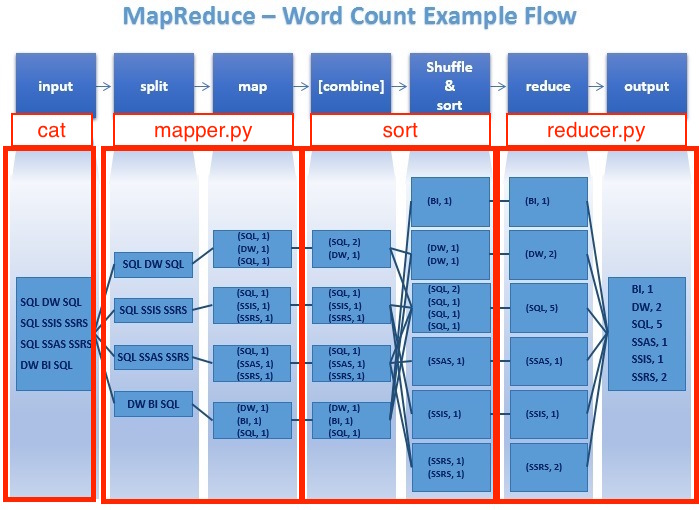 MapReduce – Word Count Example Flow
input
split
map
[combine]
Shuffle
&
sort
reduce
output
cat
mapper.py
sort
reducer.py
SQL DW SQL
SQL SSIS SSRS
SQL SSAS SSRS
DW BI SQL
SQL DW SQL
SQL SSIS SSRS
SQL SSAS SSRS
DW BI SQL
(SQL, 1)
(DW, 1)
(SQL, 1)
(SQL, 1)
(SSIS, 1)
(SSRS, 1)
(SQL, 1)
(SSAS, 1)
(SSRS, 1)
(DW, 1)
(BI, 1)
(SQL, 1)
(SQL, 2)
(DW, 1)
(SQL, 1)
(SSIS, 1)
(SSRS, 1)
(SQL, 1)
(SSAS, 1)
(SSRS, 1)
(DW, 1)
(BI, 1)
(SQL, 1)
(BI, 1)
(DW, 1)
(DW, 1)
(SQL, 2)
(SQL, 1)
(SQL, 1)
(SQL, 1)
(SSAS, 1)
(SSIS, 1)
(SSRS, 1)
(SSRS, 1)
(BI, 1)
(DW, 2)
(SQL, 5)
(SSAS, 1)
(SSIS, 1)
(SSRS, 2)
BI, 1
DW, 2
SQL, 5
SSAS, 1
SSIS, 1
SSRS, 2